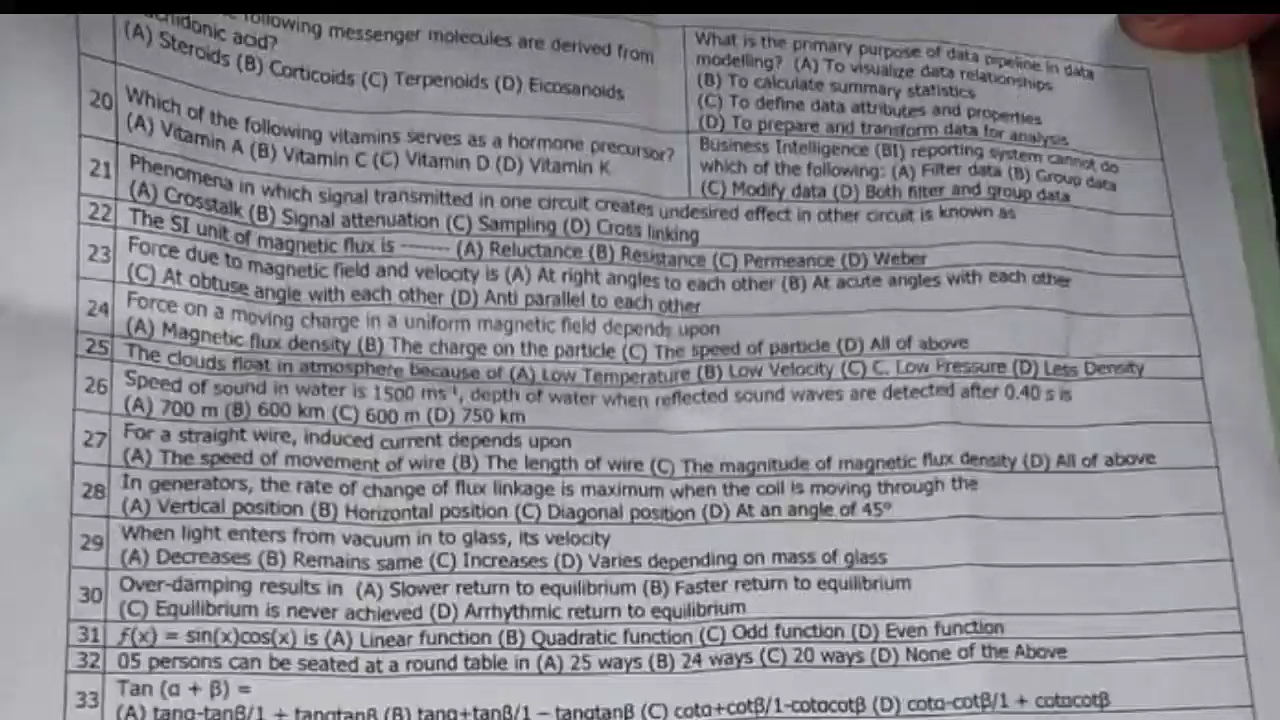 following messenger molecules are derived from
acid?
(A) Steroids (B) Corticoids (C) Terpenoids (D) Eicosanoids
What is the primary purpose of data pipeline in data
modelling? (A) To visualize data relationships
(B) To calculate summary statistics
(C) To define data attributes and properties
(D) To prepare and transform data for analysis
20 Which of the following vitamins serves as a hormone precursor?
(A) Vitamin A (B) Vitamin C (C) Vitamin D (D) Vitamin K
Business Intelligence (BI) reporting system cannot do
which of the following: (A) Filter data (B) Group data
(C) Modify data (D) Both filter and group data
21 Phenomena in which signal transmitted in one circuit creates undesired effect in other circuit is known as
(A) Crosstalk (B) Signal attenuation (C) Sampling (D) Cross linking
22 The SI unit of magnetic flux is -------- (A) Reluctance (B) Resistance (C) Permeance (D) Weber
23 Force due to magnetic field and velocity is (A) At right angles to each other (B) At acute angles with each other
(C) At obtuse angle with each other (D) Anti parallel to each other
24 Force on a moving charge in a uniform magnetic field depends upon
(A) Magnetic flux density (B) The charge on the particle (C) The speed of particle (D) All of above
25 The clouds float in atmosphere because of (A) Low Temperature (B) Low Velocity (C) C. Low Pressure (D) Less Density
26 Speed of sound in water is 1500 ms⁻¹, depth of water when reflected sound waves are detected after 0.40 s is
(A) 700 m (B) 600 km (C) 600 m (D) 750 km
27 For a straight wire, induced current depends upon
(A) The speed of movement of wire (B) The length of wire (C) The magnitude of magnetic flux density (D) All of above
28 In generators, the rate of change of flux linkage is maximum when the coil is moving through the
(A) Vertical position (B) Horizontal position (C) Diagonal position (D) At an angle of 45°
29 When light enters from vacuum in to glass, its velocity
(A) Decreases (B) Remains same (C) Increases (D) Varies depending on mass of glass
30 Over-damping results in (A) Slower return to equilibrium (B) Faster return to equilibrium
(C) Equilibrium is never achieved (D) Arrhythmic return to equilibrium
31 f(x) = sin(x)cos(x) is (A) Linear function (B) Quadratic function (C) Odd function (D) Even function
32 05 persons can be seated at a round table in (A) 25 ways (B) 24 ways (C) 20 ways (D) None of the Above
33 Tan (α + β) =
(A) tanα-tanβ/1 + tanαtanβ (B) tanα+tanβ/1 − tanαtanβ (C) cotα+cotβ/1-cotαcotβ (D) cotα-cotβ/1 + cotαcotβ